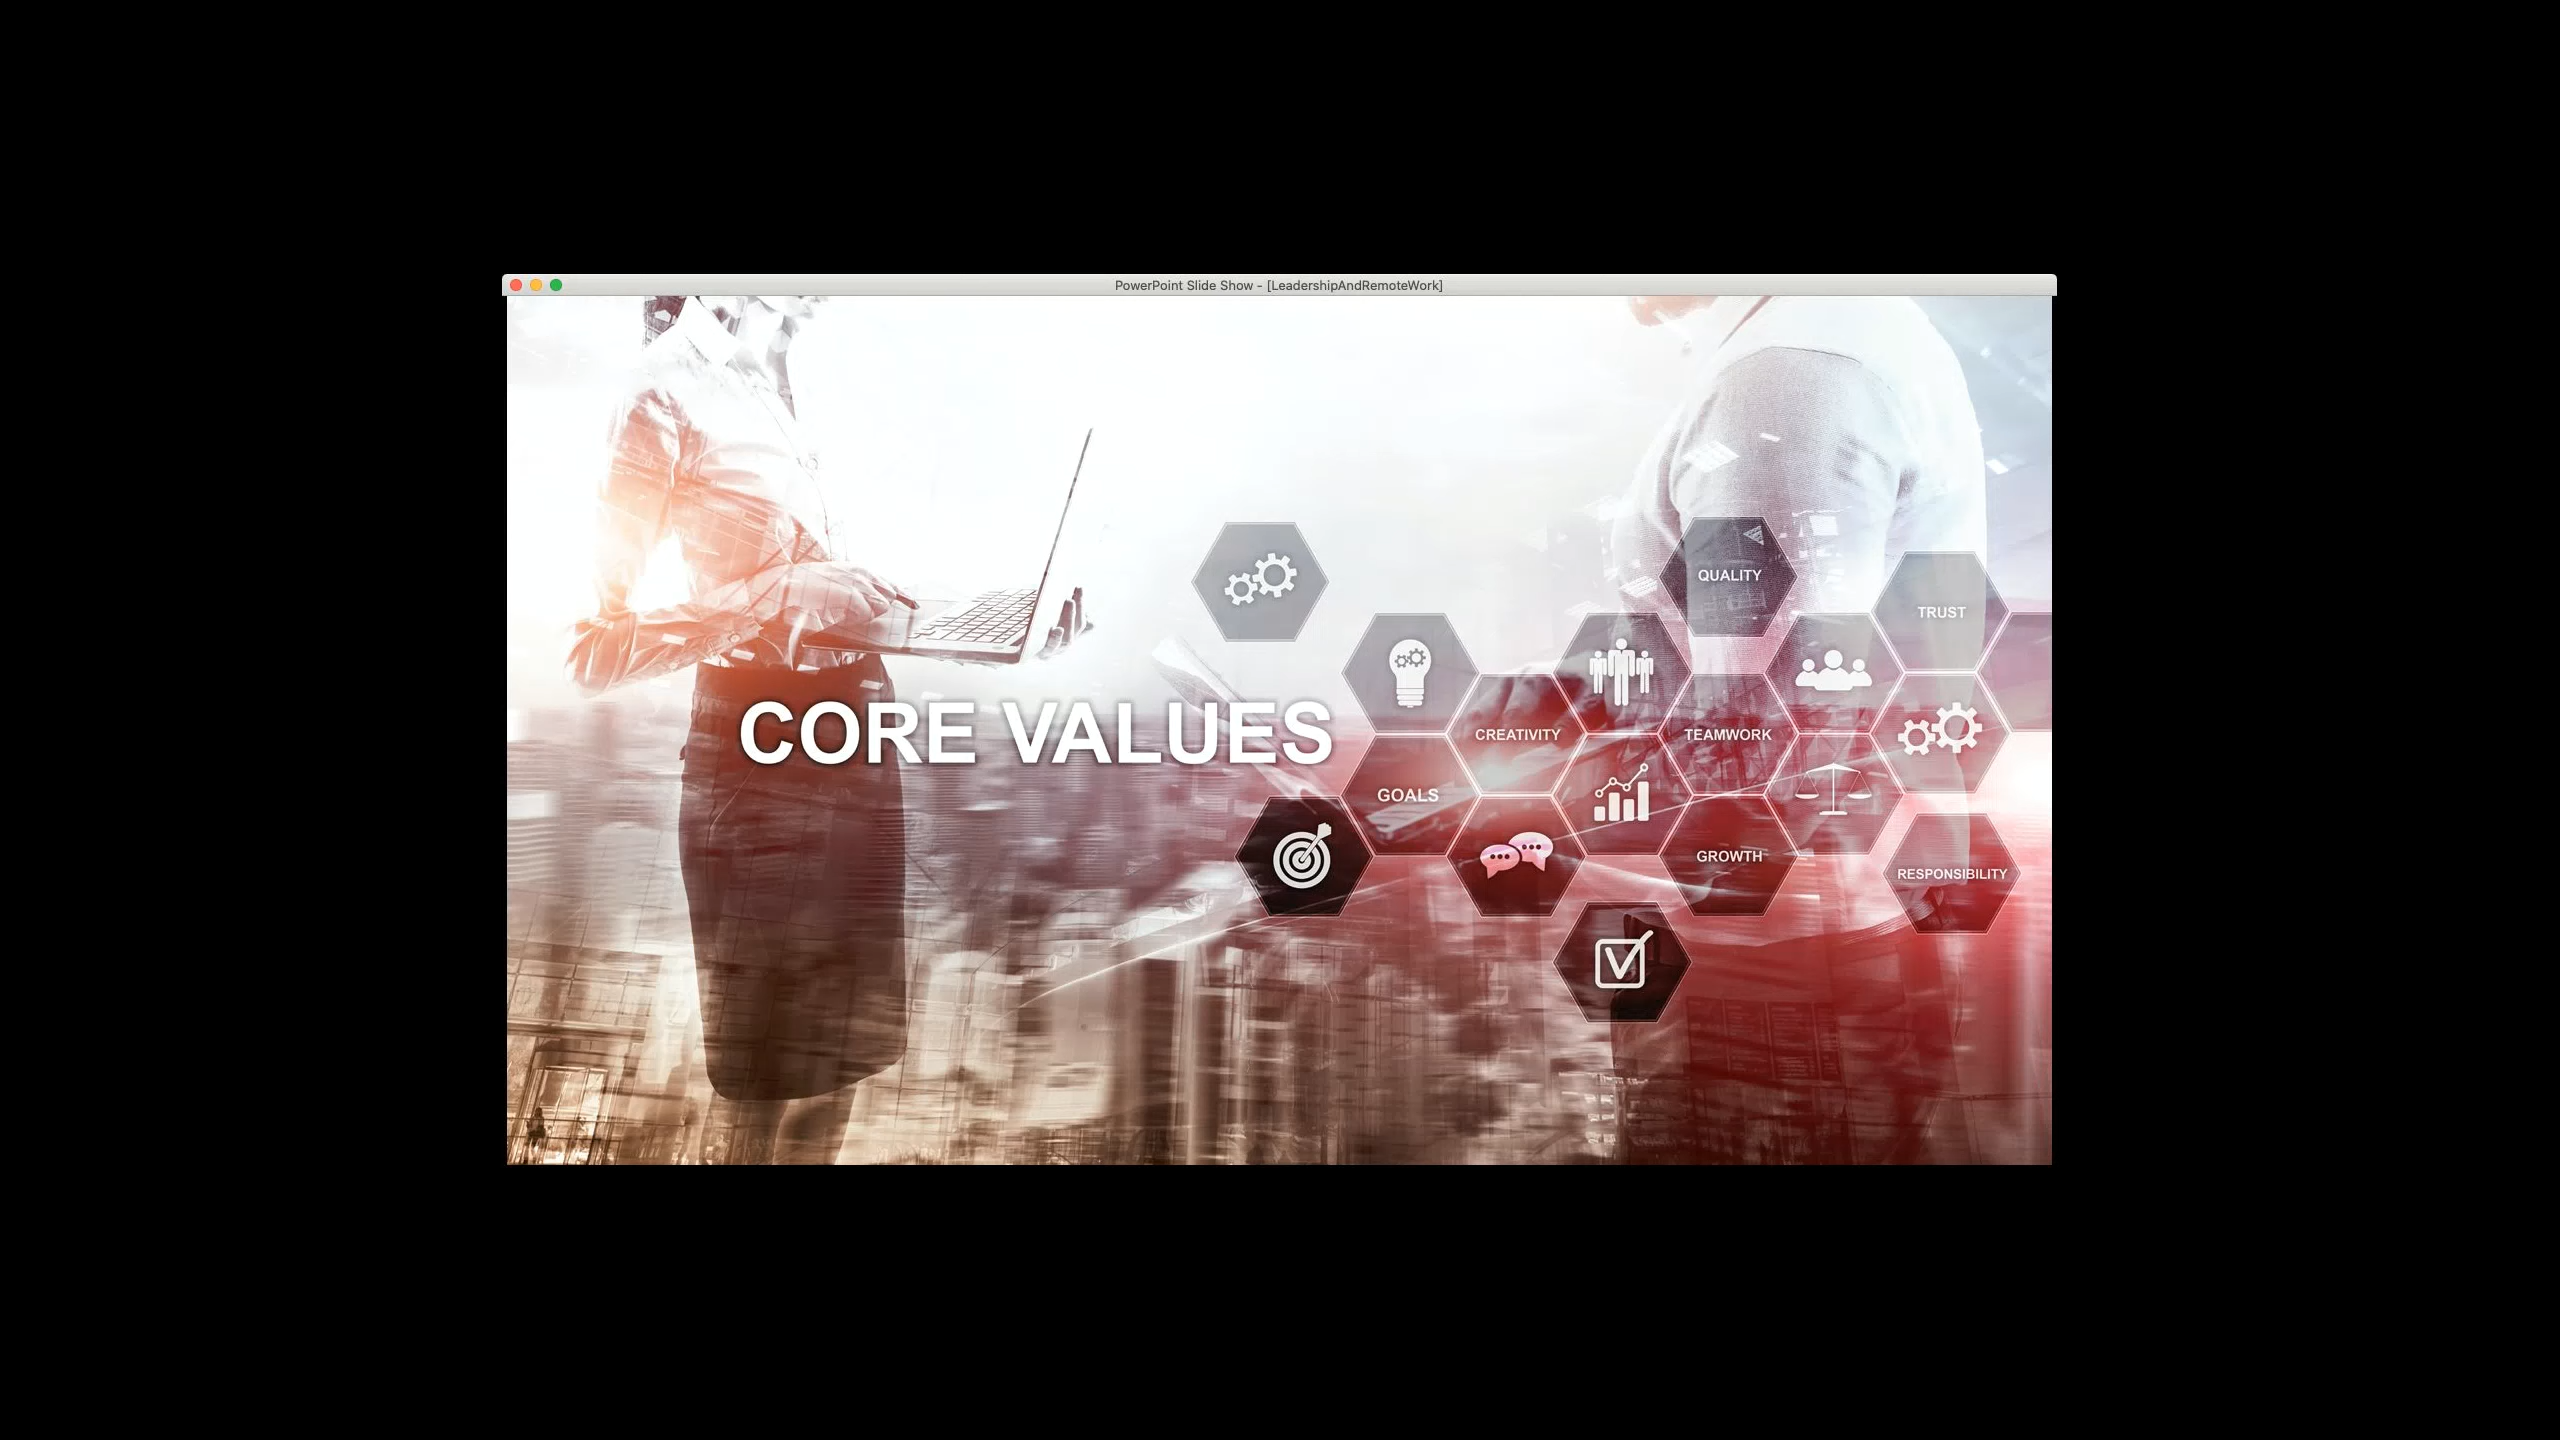 PowerPoint Slide Show - [LeadershipAndRemoteWork]
QUALITY
TRUST
CORE VALUES
CREATIVITY
TEAMWORK
GOALS
GROWTH
RESPONSIBILITY